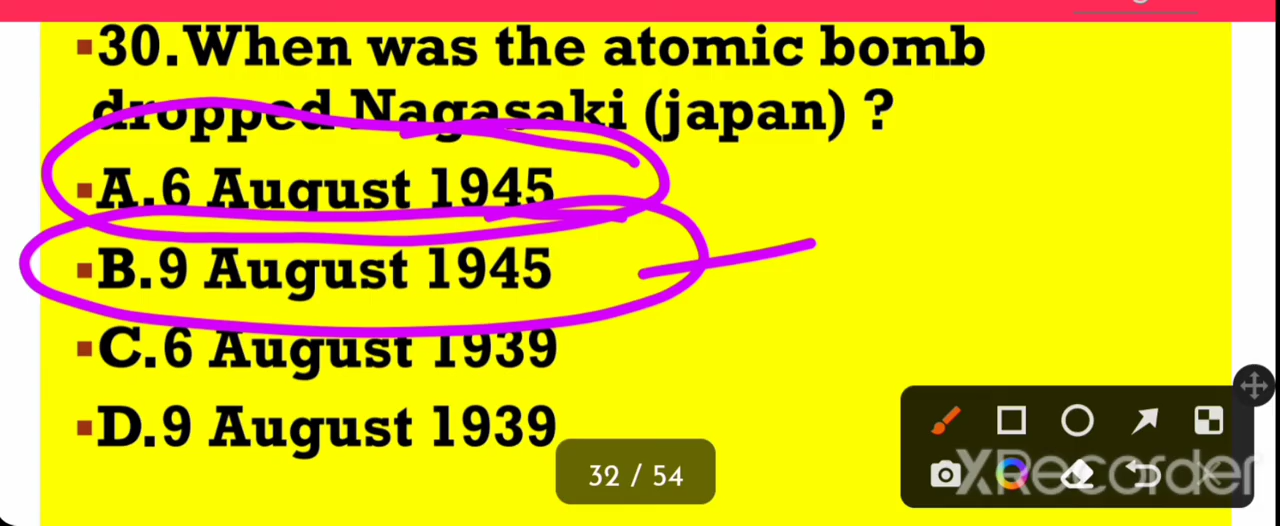 ▪30.When was the atomic bomb
dropped Nagasaki (japan) ?
▪A.6 August 1945
▪B.9 August 1945
▪C.6 August 1939
▪D.9 August 1939
32 / 54
XRecorder